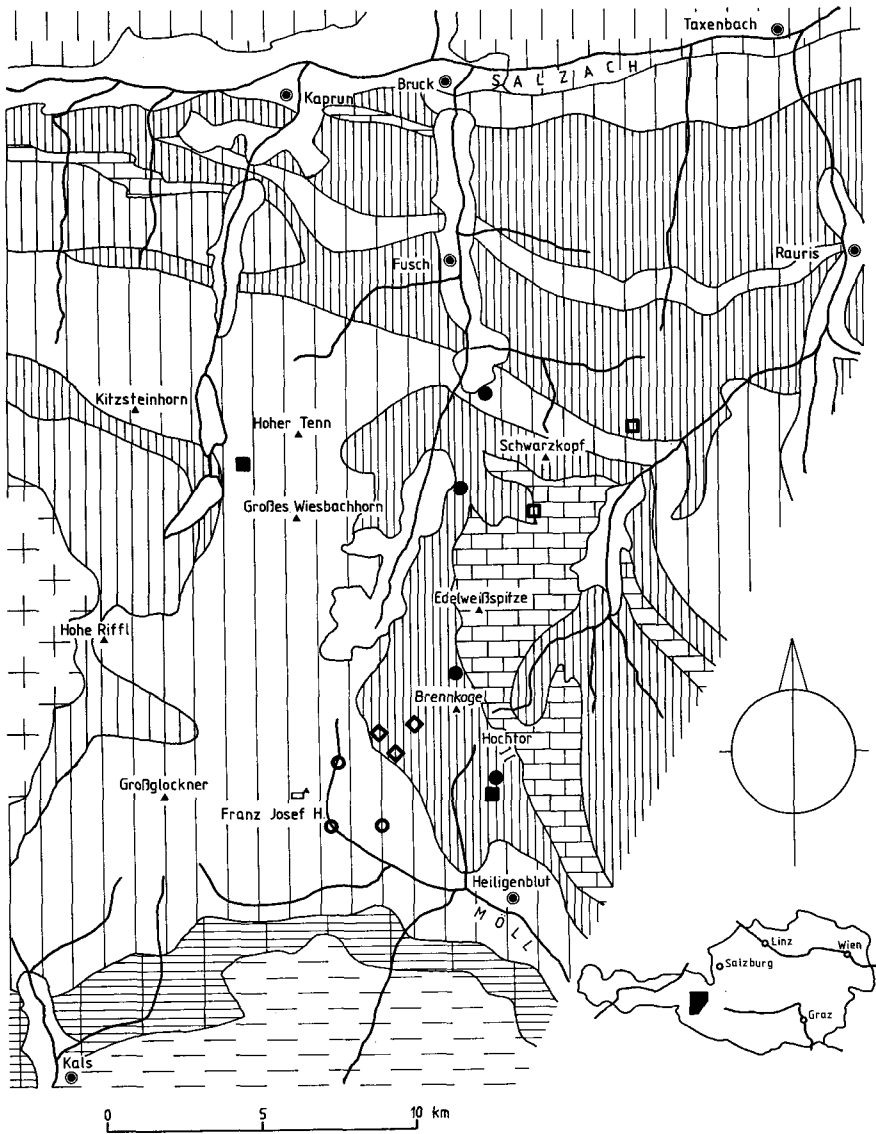 Taxenbach
SALZACH
Bruck
Kaprun
Rauris
Fusch
Kitzsteinhorn
Hoher Tenn
Schwarzkopf
Großes Wiesbachhorn
Edelweißspitze
Hohe Riffl
Brennkogel
Hochtor
Großglockner
Franz Josef H.
Heiligenblut
MÖLL
Linz
Wien
Salzburg
Graz
Kals
0 5 10 km